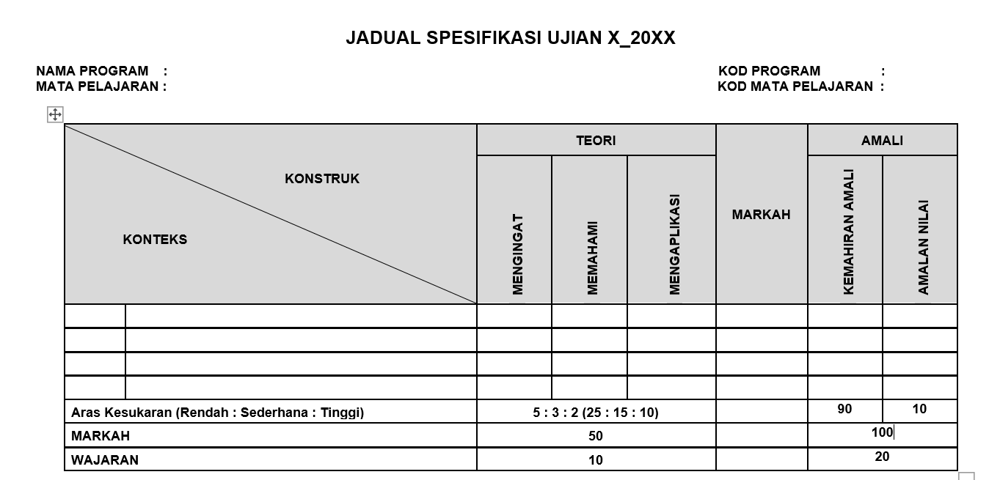 JADUAL SPESIFIKASI UJIAN X_20XX
NAMA PROGRAM :
KOD PROGRAM :
MATA PELAJARAN :
KOD MATA PELAJARAN :
KONSTRUK
KONTEKS
TEORI
MARKAH
AMALI
MENGINGAT
MEMAHAMI
MENGAPLIKASI
KEMAHIRAN AMALI
AMALAN NILAI
Aras Kesukaran (Rendah : Sederhana : Tinggi) 5 : 3 : 2 (25 : 15 : 10) 90 10
MARKAH 50 100
WAJARAN 10 20